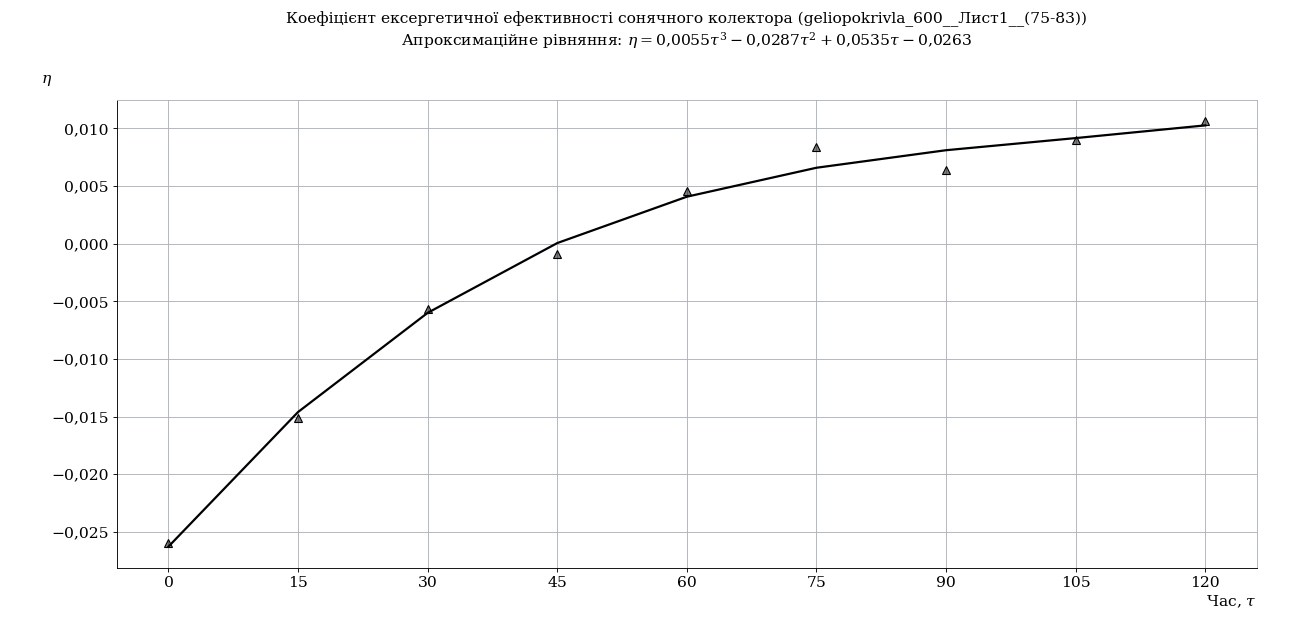 Коефіцієнт ексергетичної ефективності сонячного колектора (geliopokrivla_600__Лист1__(75-83))
Апроксимаційне рівняння: η = 0,0055τ³ − 0,0287τ² + 0,0535τ − 0,0263
η
0,010
0,005
0,000
−0,005
−0,010
−0,015
−0,020
−0,025
0 15 30 45 60 75 90 105 120
Час, τ